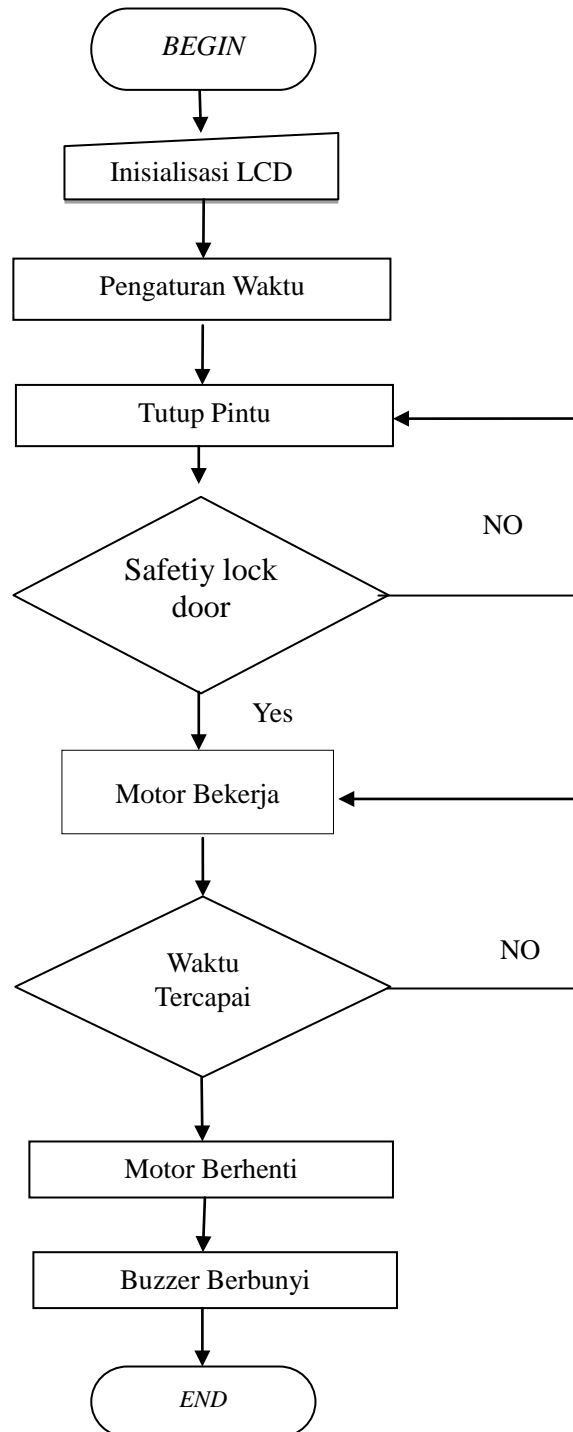 BEGIN
Inisialisasi LCD
Pengaturan Waktu
Tutup Pintu
NO
Safetiy lock
door
Yes
Motor Bekerja
NO
Waktu
Tercapai
Motor Berhenti
Buzzer Berbunyi
END